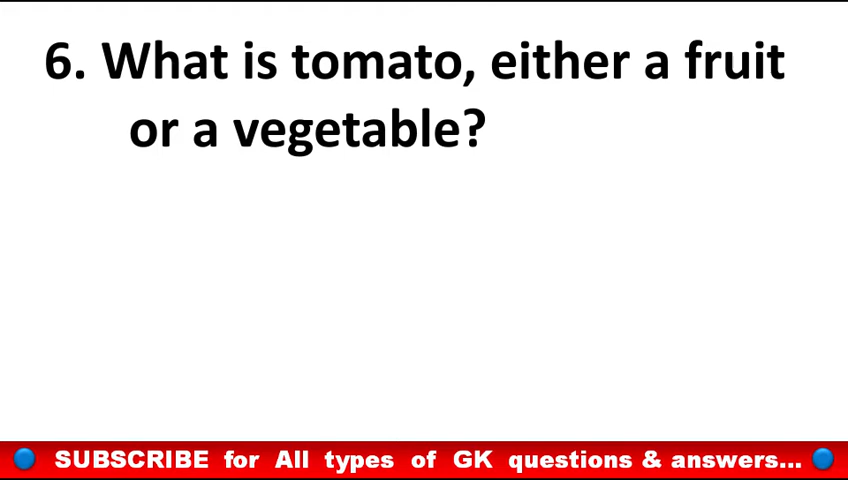 6. What is tomato, either a fruit
or a vegetable?
SUBSCRIBE for All types of GK questions & answers...